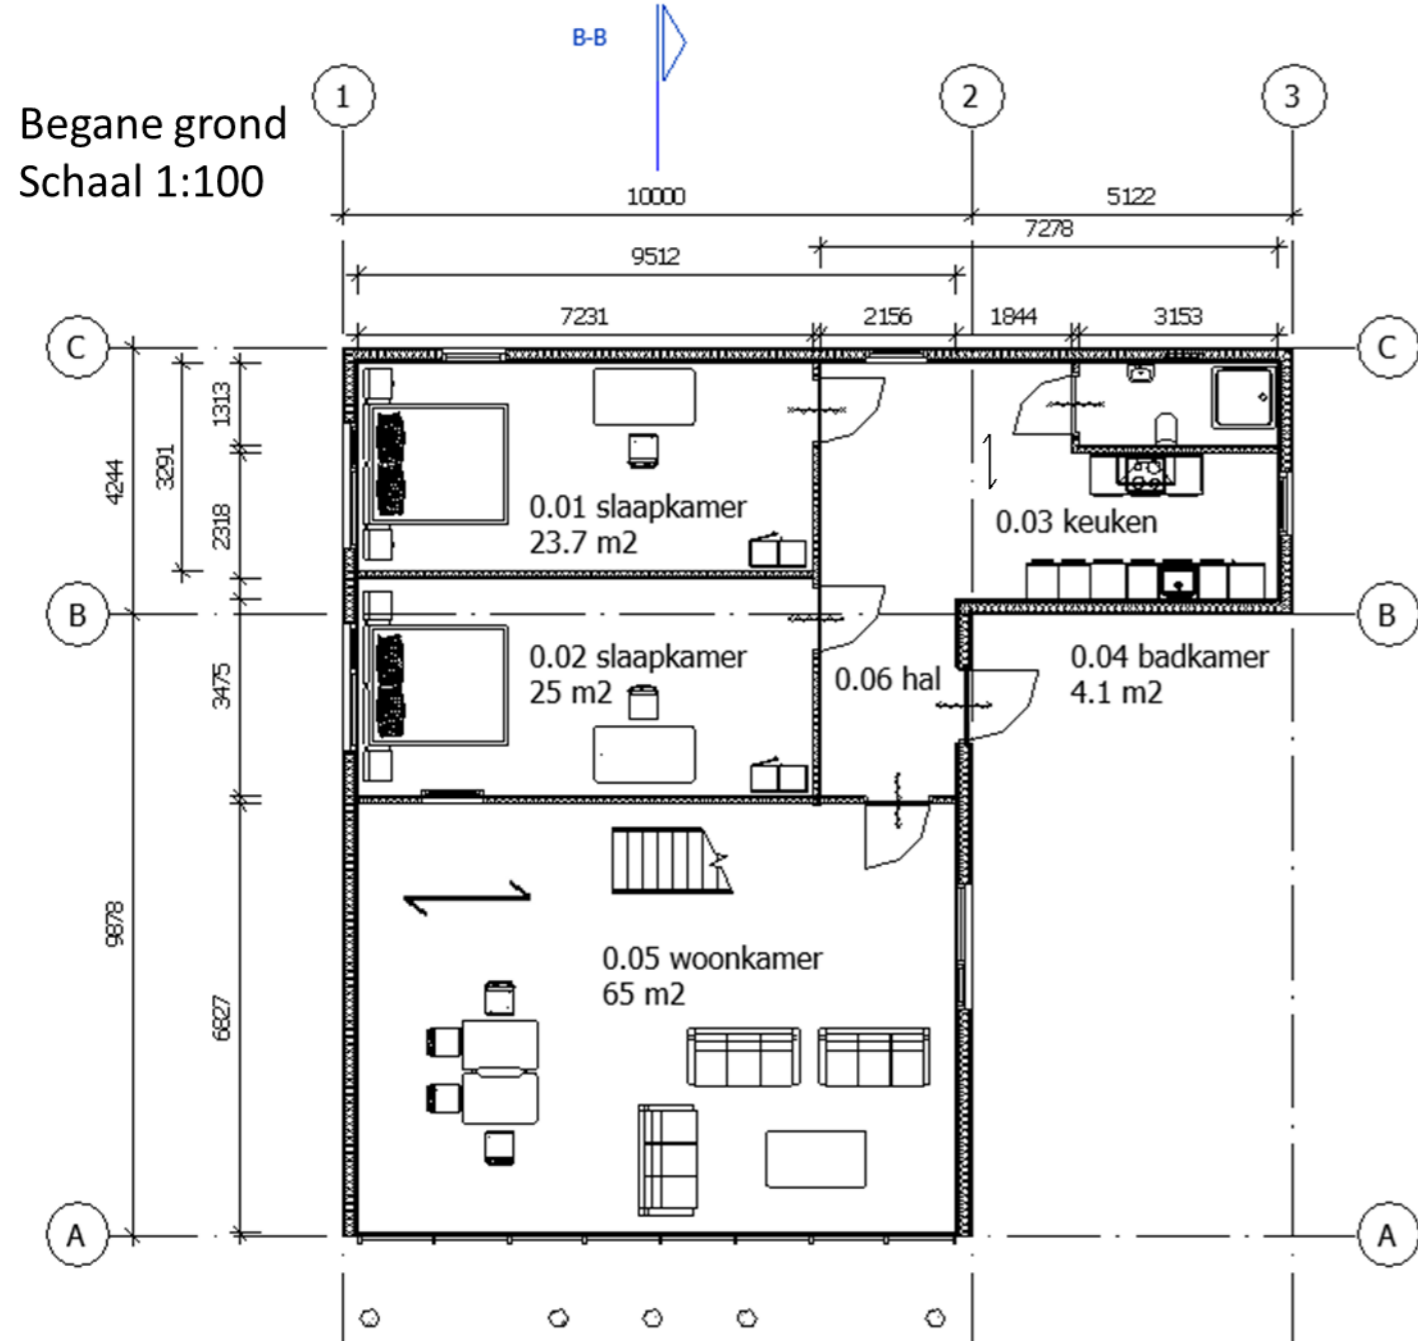 B-B
1
2
3
Begane grond
Schaal 1:100
10000
5122
7278
9512
7231
2156
1844
3153
C
C
1313
4244
3291
2318
0.01 slaapkamer
23.7 m2
0.03 keuken
B
B
3475
0.02 slaapkamer
25 m2
0.06 hal
0.04 badkamer
4.1 m2
9878
6827
0.05 woonkamer
65 m2
A
A